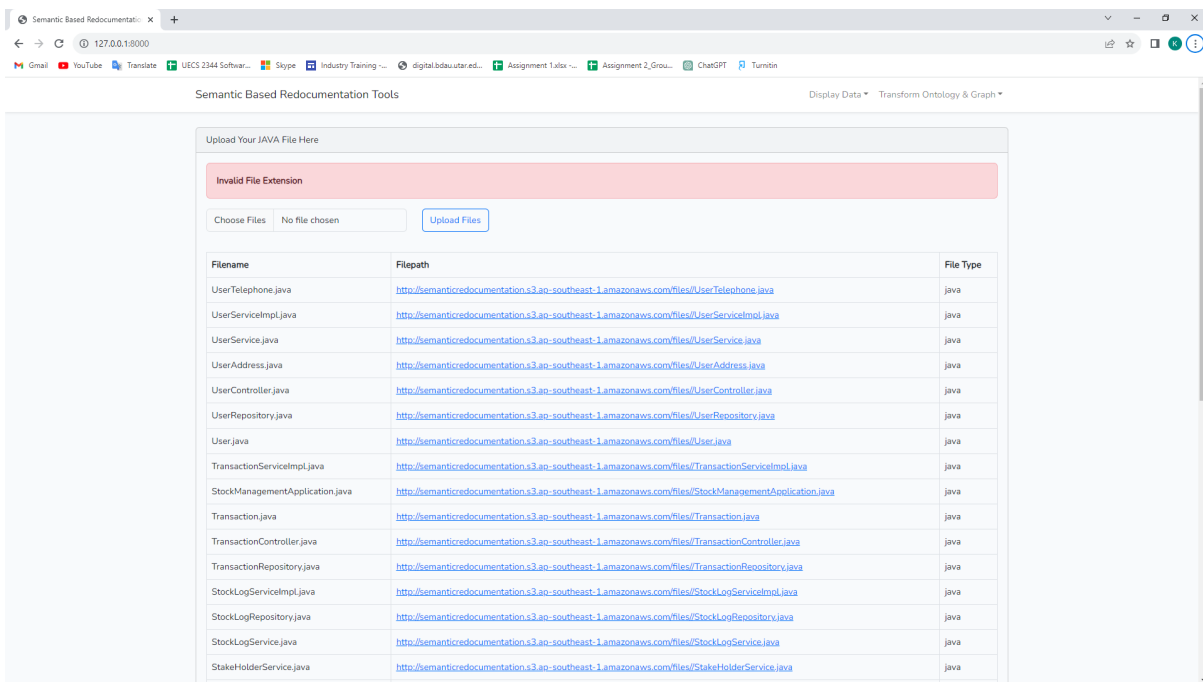 Semantic Based Redocumentatio
127.0.0.1:8000
K
Gmail YouTube Translate UECS 2344 Softwar... Skype Industry Training -... digital.bdau.utar.ed... Assignment 1.xlsx -... Assignment 2_Grou... ChatGPT Turnitin
Semantic Based Redocumentation Tools Display Data Transform Ontology & Graph
Upload Your JAVA File Here
Invalid File Extension
Choose Files No file chosen Upload Files
Filename Filepath File Type
UserTelephone.java http://semanticredocumentation.s3.ap-southeast-1.amazonaws.com/files//UserTelephone.java java
UserServiceImpl.java http://semanticredocumentation.s3.ap-southeast-1.amazonaws.com/files//UserServiceImpl.java java
UserService.java http://semanticredocumentation.s3.ap-southeast-1.amazonaws.com/files//UserService.java java
UserAddress.java http://semanticredocumentation.s3.ap-southeast-1.amazonaws.com/files//UserAddress.java java
UserController.java http://semanticredocumentation.s3.ap-southeast-1.amazonaws.com/files//UserController.java java
UserRepository.java http://semanticredocumentation.s3.ap-southeast-1.amazonaws.com/files//UserRepository.java java
User.java http://semanticredocumentation.s3.ap-southeast-1.amazonaws.com/files//User.java java
TransactionServiceImpl.java http://semanticredocumentation.s3.ap-southeast-1.amazonaws.com/files//TransactionServiceImpl.java java
StockManagementApplication.java http://semanticredocumentation.s3.ap-southeast-1.amazonaws.com/files//StockManagementApplication.java java
Transaction.java http://semanticredocumentation.s3.ap-southeast-1.amazonaws.com/files//Transaction.java java
TransactionController.java http://semanticredocumentation.s3.ap-southeast-1.amazonaws.com/files//TransactionController.java java
TransactionRepository.java http://semanticredocumentation.s3.ap-southeast-1.amazonaws.com/files//TransactionRepository.java java
StockLogServiceImpl.java http://semanticredocumentation.s3.ap-southeast-1.amazonaws.com/files//StockLogServiceImpl.java java
StockLogRepository.java http://semanticredocumentation.s3.ap-southeast-1.amazonaws.com/files//StockLogRepository.java java
StockLogService.java http://semanticredocumentation.s3.ap-southeast-1.amazonaws.com/files//StockLogService.java java
StakeHolderService.java http://semanticredocumentation.s3.ap-southeast-1.amazonaws.com/files//StakeHolderService.java java